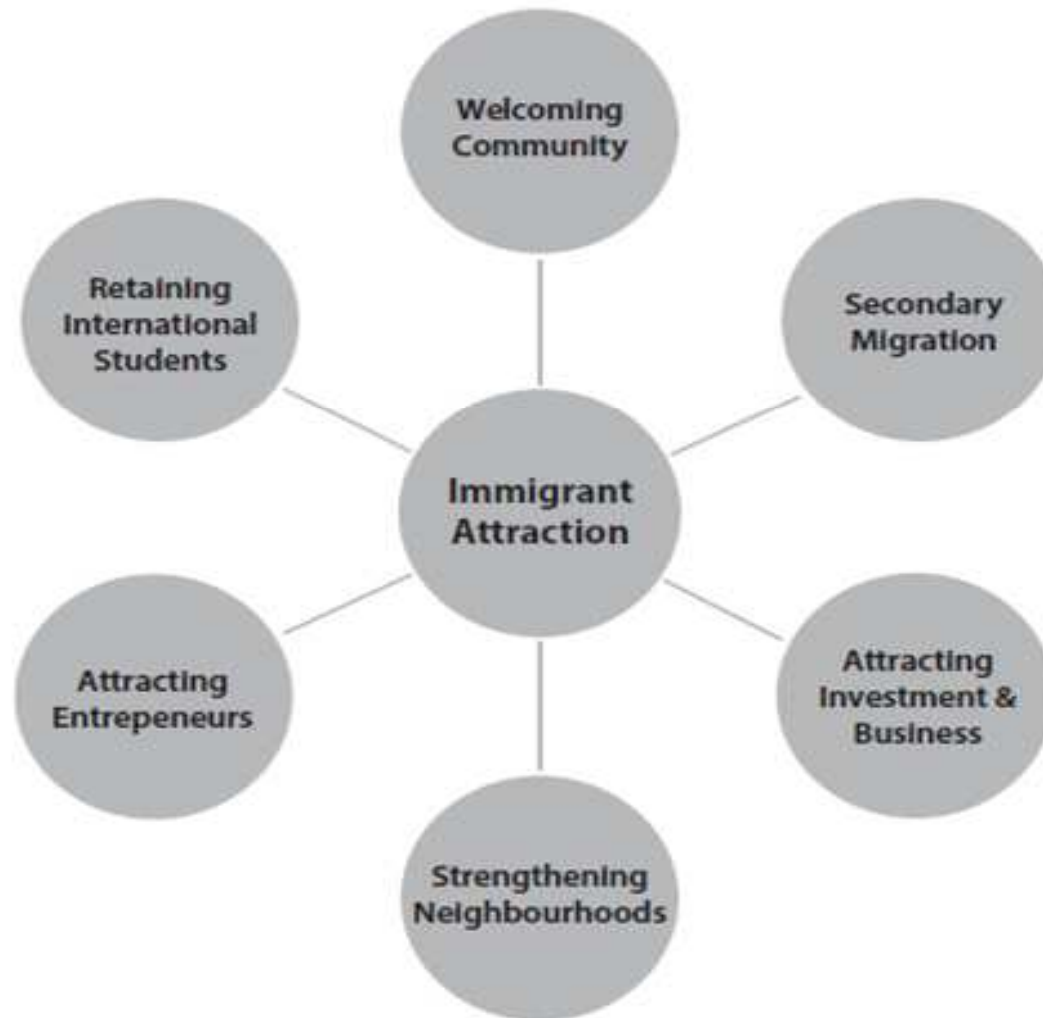 Welcoming
Community
Retaining
International
Students
Secondary
Migration
Immigrant
Attraction
Attracting
Entrepeneurs
Attracting
Investment &
Business
Strengthening
Neighbourhoods